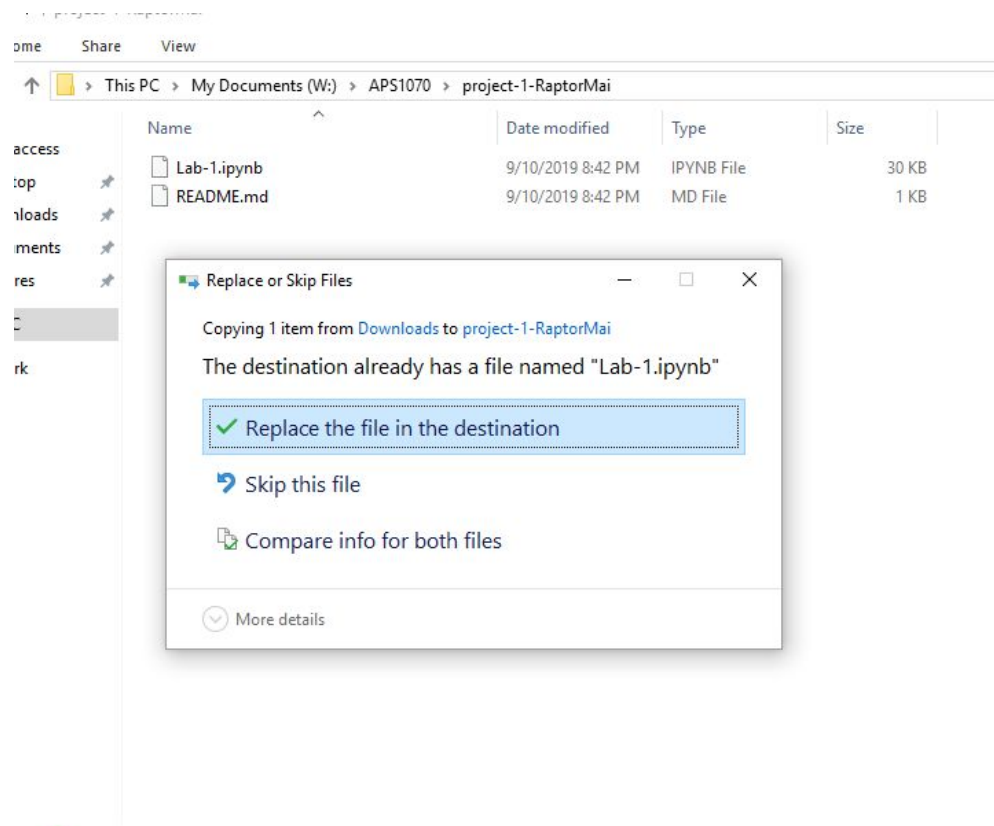 Share View
This PC > My Documents (W:) > APS1070 > project-1-RaptorMai
Name Date modified Type Size
access
Lab-1.ipynb 9/10/2019 8:42 PM IPYNB File 30 KB
README.md 9/10/2019 8:42 PM MD File 1 KB
Replace or Skip Files
Copying 1 item from Downloads to project-1-RaptorMai
The destination already has a file named "Lab-1.ipynb"
Replace the file in the destination
Skip this file
Compare info for both files
More details